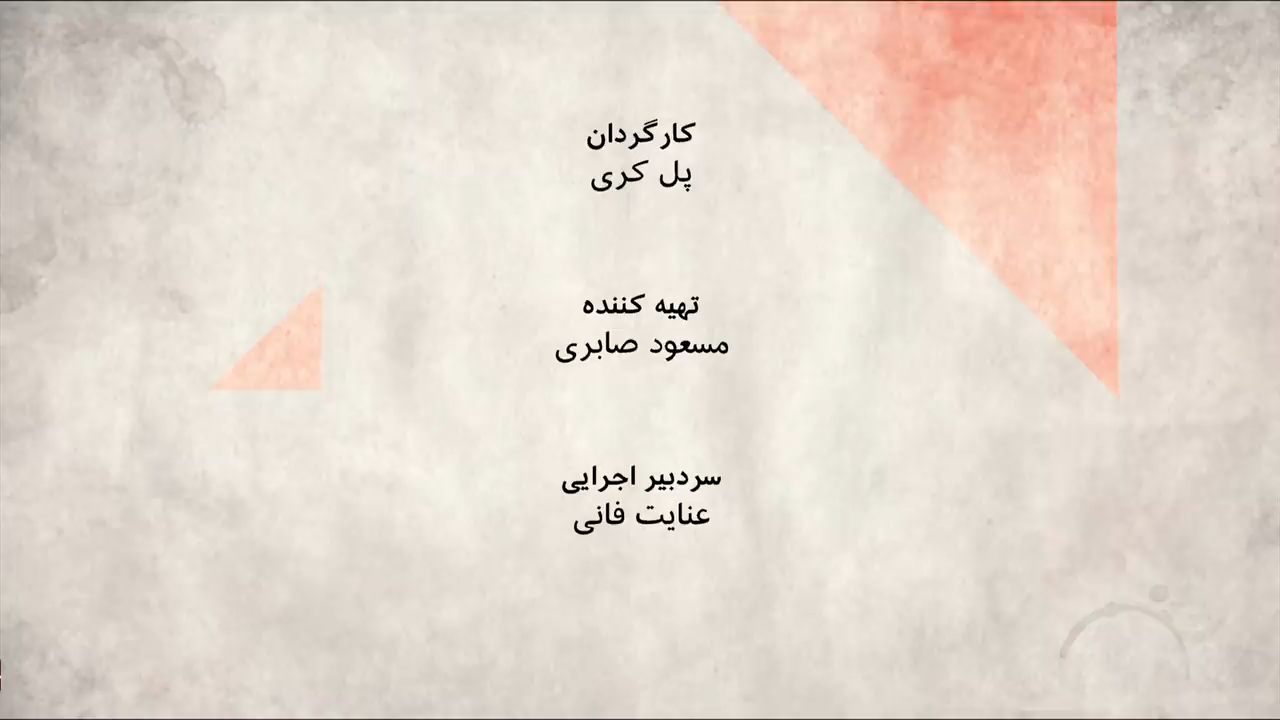 کارگردان
پل کری
تهیه کننده
مسعود صابری
سردبیر اجرایی
عنایت فانی